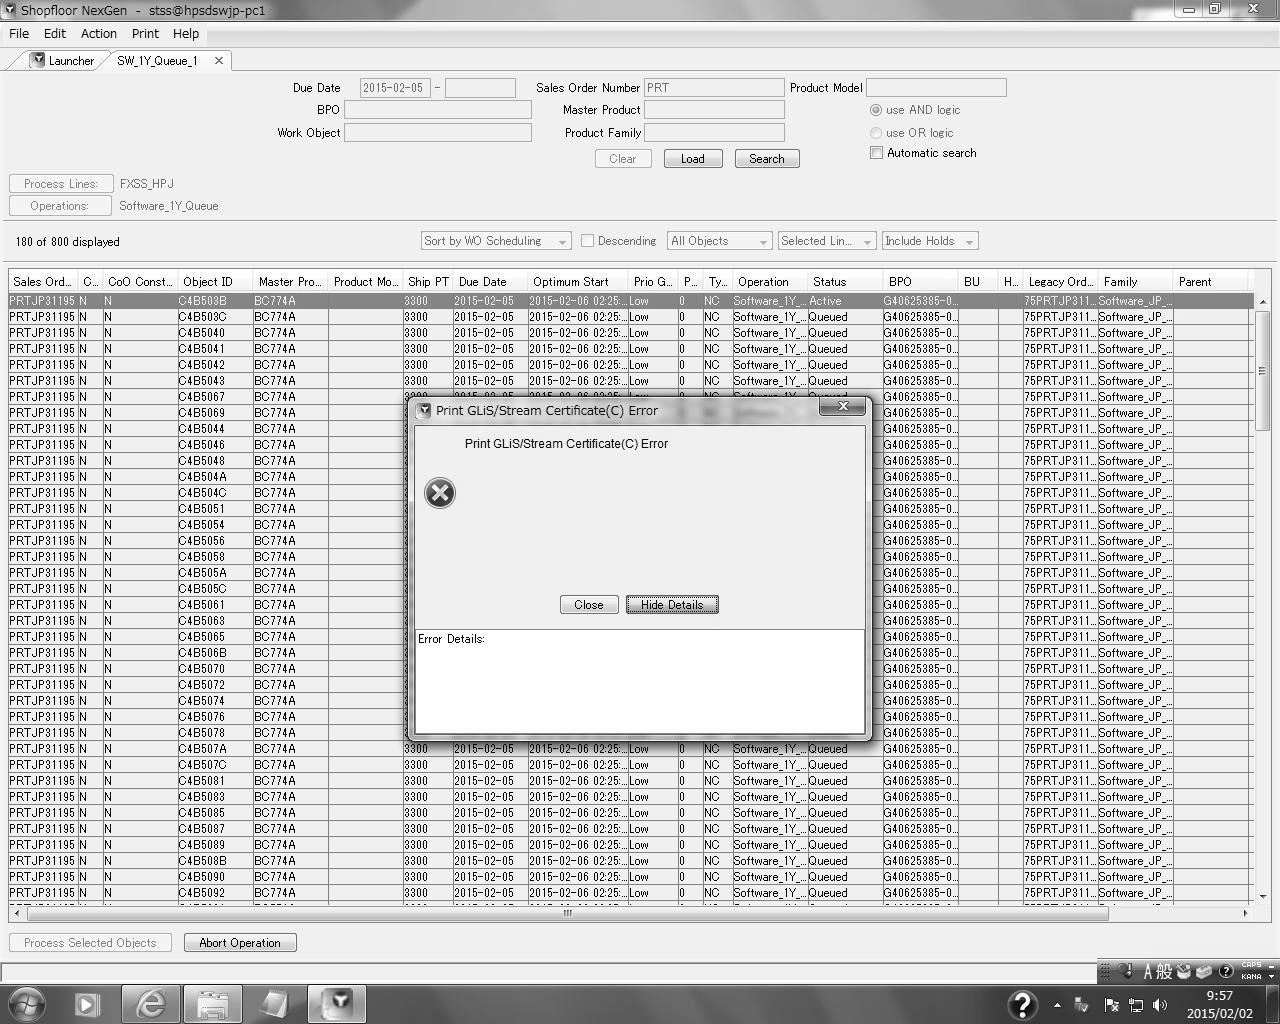 Shopfloor NexGen - stss@hpsdswjp-pc1
File Edit Action Print Help
Launcher SW_1Y_Queue_1
Due Date 2015-02-05 - Sales Order Number PRT Product Model
BPO Master Product use AND logic
Work Object Product Family use OR logic
Clear Load Search Automatic search
Process Lines: FXSS_HPJ
Operations: Software_1Y_Queue
180 of 800 displayed Sort by WO Scheduling Descending All Objects Selected Lin... Include Holds
Sales Ord... C... CoO Const... Object ID Master Pro... Product Mo... Ship PT Due Date Optimum Start Prio G... P... Ty... Operation Status BPO BU H... Legacy Ord... Family Parent
PRTJP31195 N N C4B503B BC774A 3300 2015-02-05 2015-02-06 02:25:... Low 0 NC Software_1Y_... Active G40625385-0... 75PRTJP311... Software_JP_...
PRTJP31195 N N C4B503C BC774A 3300 2015-02-05 2015-02-06 02:25:... Low 0 NC Software_1Y_... Queued G40625385-0... 75PRTJP311... Software_JP_...
PRTJP31195 N N C4B5040 BC774A 3300 2015-02-05 2015-02-06 02:25:... Low 0 NC Software_1Y_... Queued G40625385-0... 75PRTJP311... Software_JP_...
PRTJP31195 N N C4B5041 BC774A 3300 2015-02-05 2015-02-06 02:25:... Low 0 NC Software_1Y_... Queued G40625385-0... 75PRTJP311... Software_JP_...
PRTJP31195 N N C4B5042 BC774A 3300 2015-02-05 2015-02-06 02:25:... Low 0 NC Software_1Y_... Queued G40625385-0... 75PRTJP311... Software_JP_...
PRTJP31195 N N C4B5043 BC774A 3300 2015-02-05 2015-02-06 02:25:... Low 0 NC Software_1Y_... Queued G40625385-0... 75PRTJP311... Software_JP_...
PRTJP31195 N N C4B5067 BC774A G40625385-0... 75PRTJP311... Software_JP_...
PRTJP31195 N N C4B5069 BC774A G40625385-0... 75PRTJP311... Software_JP_...
PRTJP31195 N N C4B5044 BC774A G40625385-0... 75PRTJP311... Software_JP_...
PRTJP31195 N N C4B5046 BC774A G40625385-0... 75PRTJP311... Software_JP_...
PRTJP31195 N N C4B5048 BC774A G40625385-0... 75PRTJP311... Software_JP_...
PRTJP31195 N N C4B504A BC774A G40625385-0... 75PRTJP311... Software_JP_...
PRTJP31195 N N C4B504C BC774A G40625385-0... 75PRTJP311... Software_JP_...
PRTJP31195 N N C4B5051 BC774A G40625385-0... 75PRTJP311... Software_JP_...
PRTJP31195 N N C4B5054 BC774A G40625385-0... 75PRTJP311... Software_JP_...
PRTJP31195 N N C4B5056 BC774A G40625385-0... 75PRTJP311... Software_JP_...
PRTJP31195 N N C4B5058 BC774A G40625385-0... 75PRTJP311... Software_JP_...
PRTJP31195 N N C4B505A BC774A G40625385-0... 75PRTJP311... Software_JP_...
PRTJP31195 N N C4B505C BC774A G40625385-0... 75PRTJP311... Software_JP_...
PRTJP31195 N N C4B5061 BC774A G40625385-0... 75PRTJP311... Software_JP_...
PRTJP31195 N N C4B5063 BC774A G40625385-0... 75PRTJP311... Software_JP_...
PRTJP31195 N N C4B5065 BC774A G40625385-0... 75PRTJP311... Software_JP_...
PRTJP31195 N N C4B506B BC774A G40625385-0... 75PRTJP311... Software_JP_...
PRTJP31195 N N C4B5070 BC774A G40625385-0... 75PRTJP311... Software_JP_...
PRTJP31195 N N C4B5072 BC774A G40625385-0... 75PRTJP311... Software_JP_...
PRTJP31195 N N C4B5074 BC774A G40625385-0... 75PRTJP311... Software_JP_...
PRTJP31195 N N C4B5076 BC774A G40625385-0... 75PRTJP311... Software_JP_...
PRTJP31195 N N C4B5078 BC774A G40625385-0... 75PRTJP311... Software_JP_...
PRTJP31195 N N C4B507A BC774A 3300 2015-02-05 2015-02-06 02:25:... Low 0 NC Software_1Y_... Queued G40625385-0... 75PRTJP311... Software_JP_...
PRTJP31195 N N C4B507C BC774A 3300 2015-02-05 2015-02-06 02:25:... Low 0 NC Software_1Y_... Queued G40625385-0... 75PRTJP311... Software_JP_...
PRTJP31195 N N C4B5081 BC774A 3300 2015-02-05 2015-02-06 02:25:... Low 0 NC Software_1Y_... Queued G40625385-0... 75PRTJP311... Software_JP_...
PRTJP31195 N N C4B5083 BC774A 3300 2015-02-05 2015-02-06 02:25:... Low 0 NC Software_1Y_... Queued G40625385-0... 75PRTJP311... Software_JP_...
PRTJP31195 N N C4B5085 BC774A 3300 2015-02-05 2015-02-06 02:25:... Low 0 NC Software_1Y_... Queued G40625385-0... 75PRTJP311... Software_JP_...
PRTJP31195 N N C4B5087 BC774A 3300 2015-02-05 2015-02-06 02:25:... Low 0 NC Software_1Y_... Queued G40625385-0... 75PRTJP311... Software_JP_...
PRTJP31195 N N C4B5089 BC774A 3300 2015-02-05 2015-02-06 02:25:... Low 0 NC Software_1Y_... Queued G40625385-0... 75PRTJP311... Software_JP_...
PRTJP31195 N N C4B508B BC774A 3300 2015-02-05 2015-02-06 02:25:... Low 0 NC Software_1Y_... Queued G40625385-0... 75PRTJP311... Software_JP_...
PRTJP31195 N N C4B5090 BC774A 3300 2015-02-05 2015-02-06 02:25:... Low 0 NC Software_1Y_... Queued G40625385-0... 75PRTJP311... Software_JP_...
PRTJP31195 N N C4B5092 BC774A 3300 2015-02-05 2015-02-06 02:25:... Low 0 NC Software_1Y_... Queued G40625385-0... 75PRTJP311... Software_JP_...
Print GLiS/Stream Certificate(C) Error
Print GLiS/Stream Certificate(C) Error
Close Hide Details
Error Details:
Process Selected Objects Abort Operation
A 般 CAPS
KANA
9:57
2015/02/02